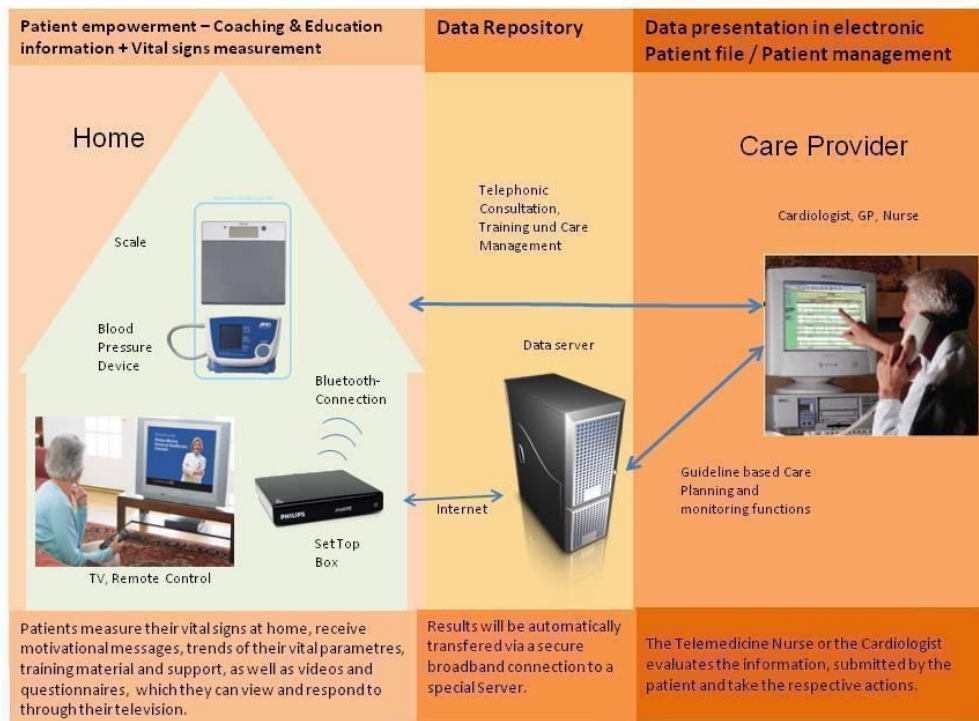 Patient empowerment – Coaching & Education
information + Vital signs measurement
Data Repository
Data presentation in electronic
Patient file / Patient management
Home
Care Provider
Telephonic
Consultation,
Training und Care
Management
Cardiologist, GP, Nurse
Scale
Blood
Pressure
Device
Bluetooth-
Connection
Data server
PHILIPS
Internet
Guideline based Care
Planning and
monitoring functions
Set Top
Box
TV, Remote Control
Patients measure their vital signs at home, receive
motivational messages, trends of their vital parametres,
training material and support, as well as videos and
questionnaires, which they can view and respond to
through their television.
Results will be automatically
transfered via a secure
broadband connection to a
special Server.
The Telemedicine Nurse or the Cardiologist
evaluates the information, submitted by the
patient and take the respective actions.